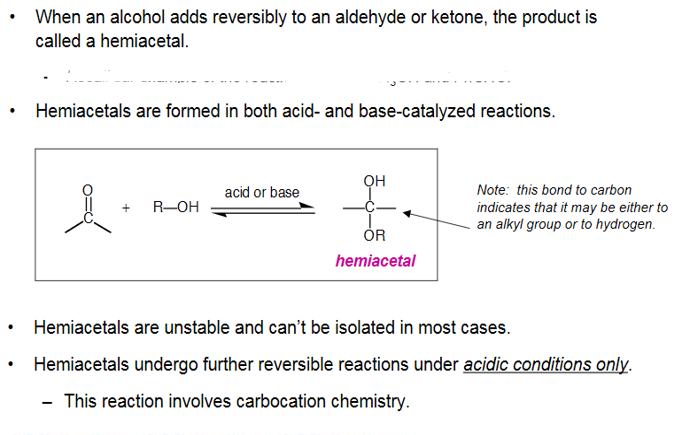 • When an alcohol adds reversibly to an aldehyde or ketone, the product is
called a hemiacetal.
-
• Hemiacetals are formed in both acid- and base-catalyzed reactions.
O
C
+
R—OH
acid or base
OH
C
OR
hemiacetal
Note: this bond to carbon
indicates that it may be either to
an alkyl group or to hydrogen.
• Hemiacetals are unstable and can't be isolated in most cases.
• Hemiacetals undergo further reversible reactions under acidic conditions only.
– This reaction involves carbocation chemistry.